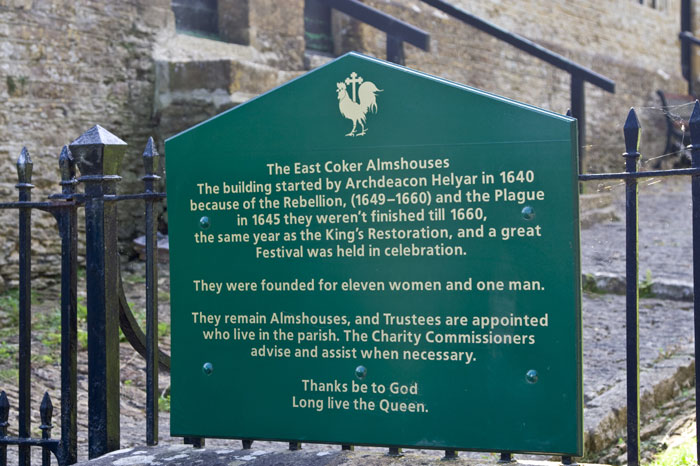 The East Coker Almshouses
The building started by Archdeacon Helyar in 1640
because of the Rebellion, (1649–1660) and the Plague
in 1645 they weren't finished till 1660,
the same year as the King's Restoration, and a great
Festival was held in celebration.
They were founded for eleven women and one man.
They remain Almshouses, and Trustees are appointed
who live in the parish. The Charity Commissioners
advise and assist when necessary.
Thanks be to God
Long live the Queen.